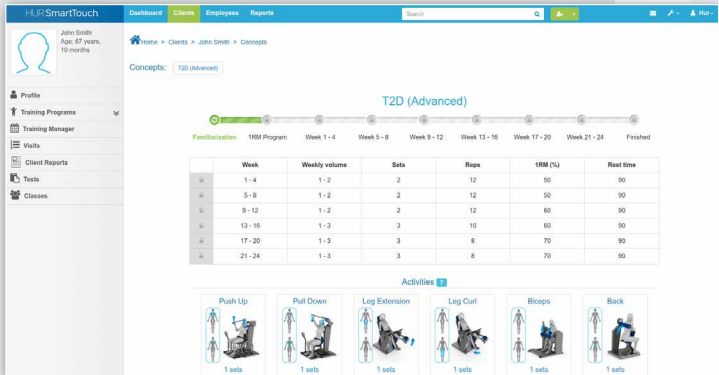 HUR SmartTouch
Dashboard Clients Employees Reports Search Hur
John Smith
Age: 67 years,
10 months
Home > Clients > John Smith > Concepts
Concepts: T2D (Advanced)
Profile
Training Programs
Training Manager
Visits
Client Reports
Tests
Classes
T2D (Advanced)
Familiarization 1RM Program Week 1 - 4 Week 5 - 8 Week 9 - 12 Week 13 - 16 Week 17 - 20 Week 21 - 24 Finished
Week Weekly volume Sets Reps 1RM (%) Rest time
1 - 4 1 - 2 2 12 50 90
5 - 8 1 - 2 2 12 50 90
9 - 12 1 - 2 2 12 60 90
13 - 16 1 - 3 3 10 60 90
17 - 20 1 - 3 3 8 70 90
21 - 24 1 - 3 3 8 70 90
Activities 7
Push Up Pull Down Leg Extension Leg Curl Biceps Back
1 sets 1 sets 1 sets 1 sets 1 sets 1 sets